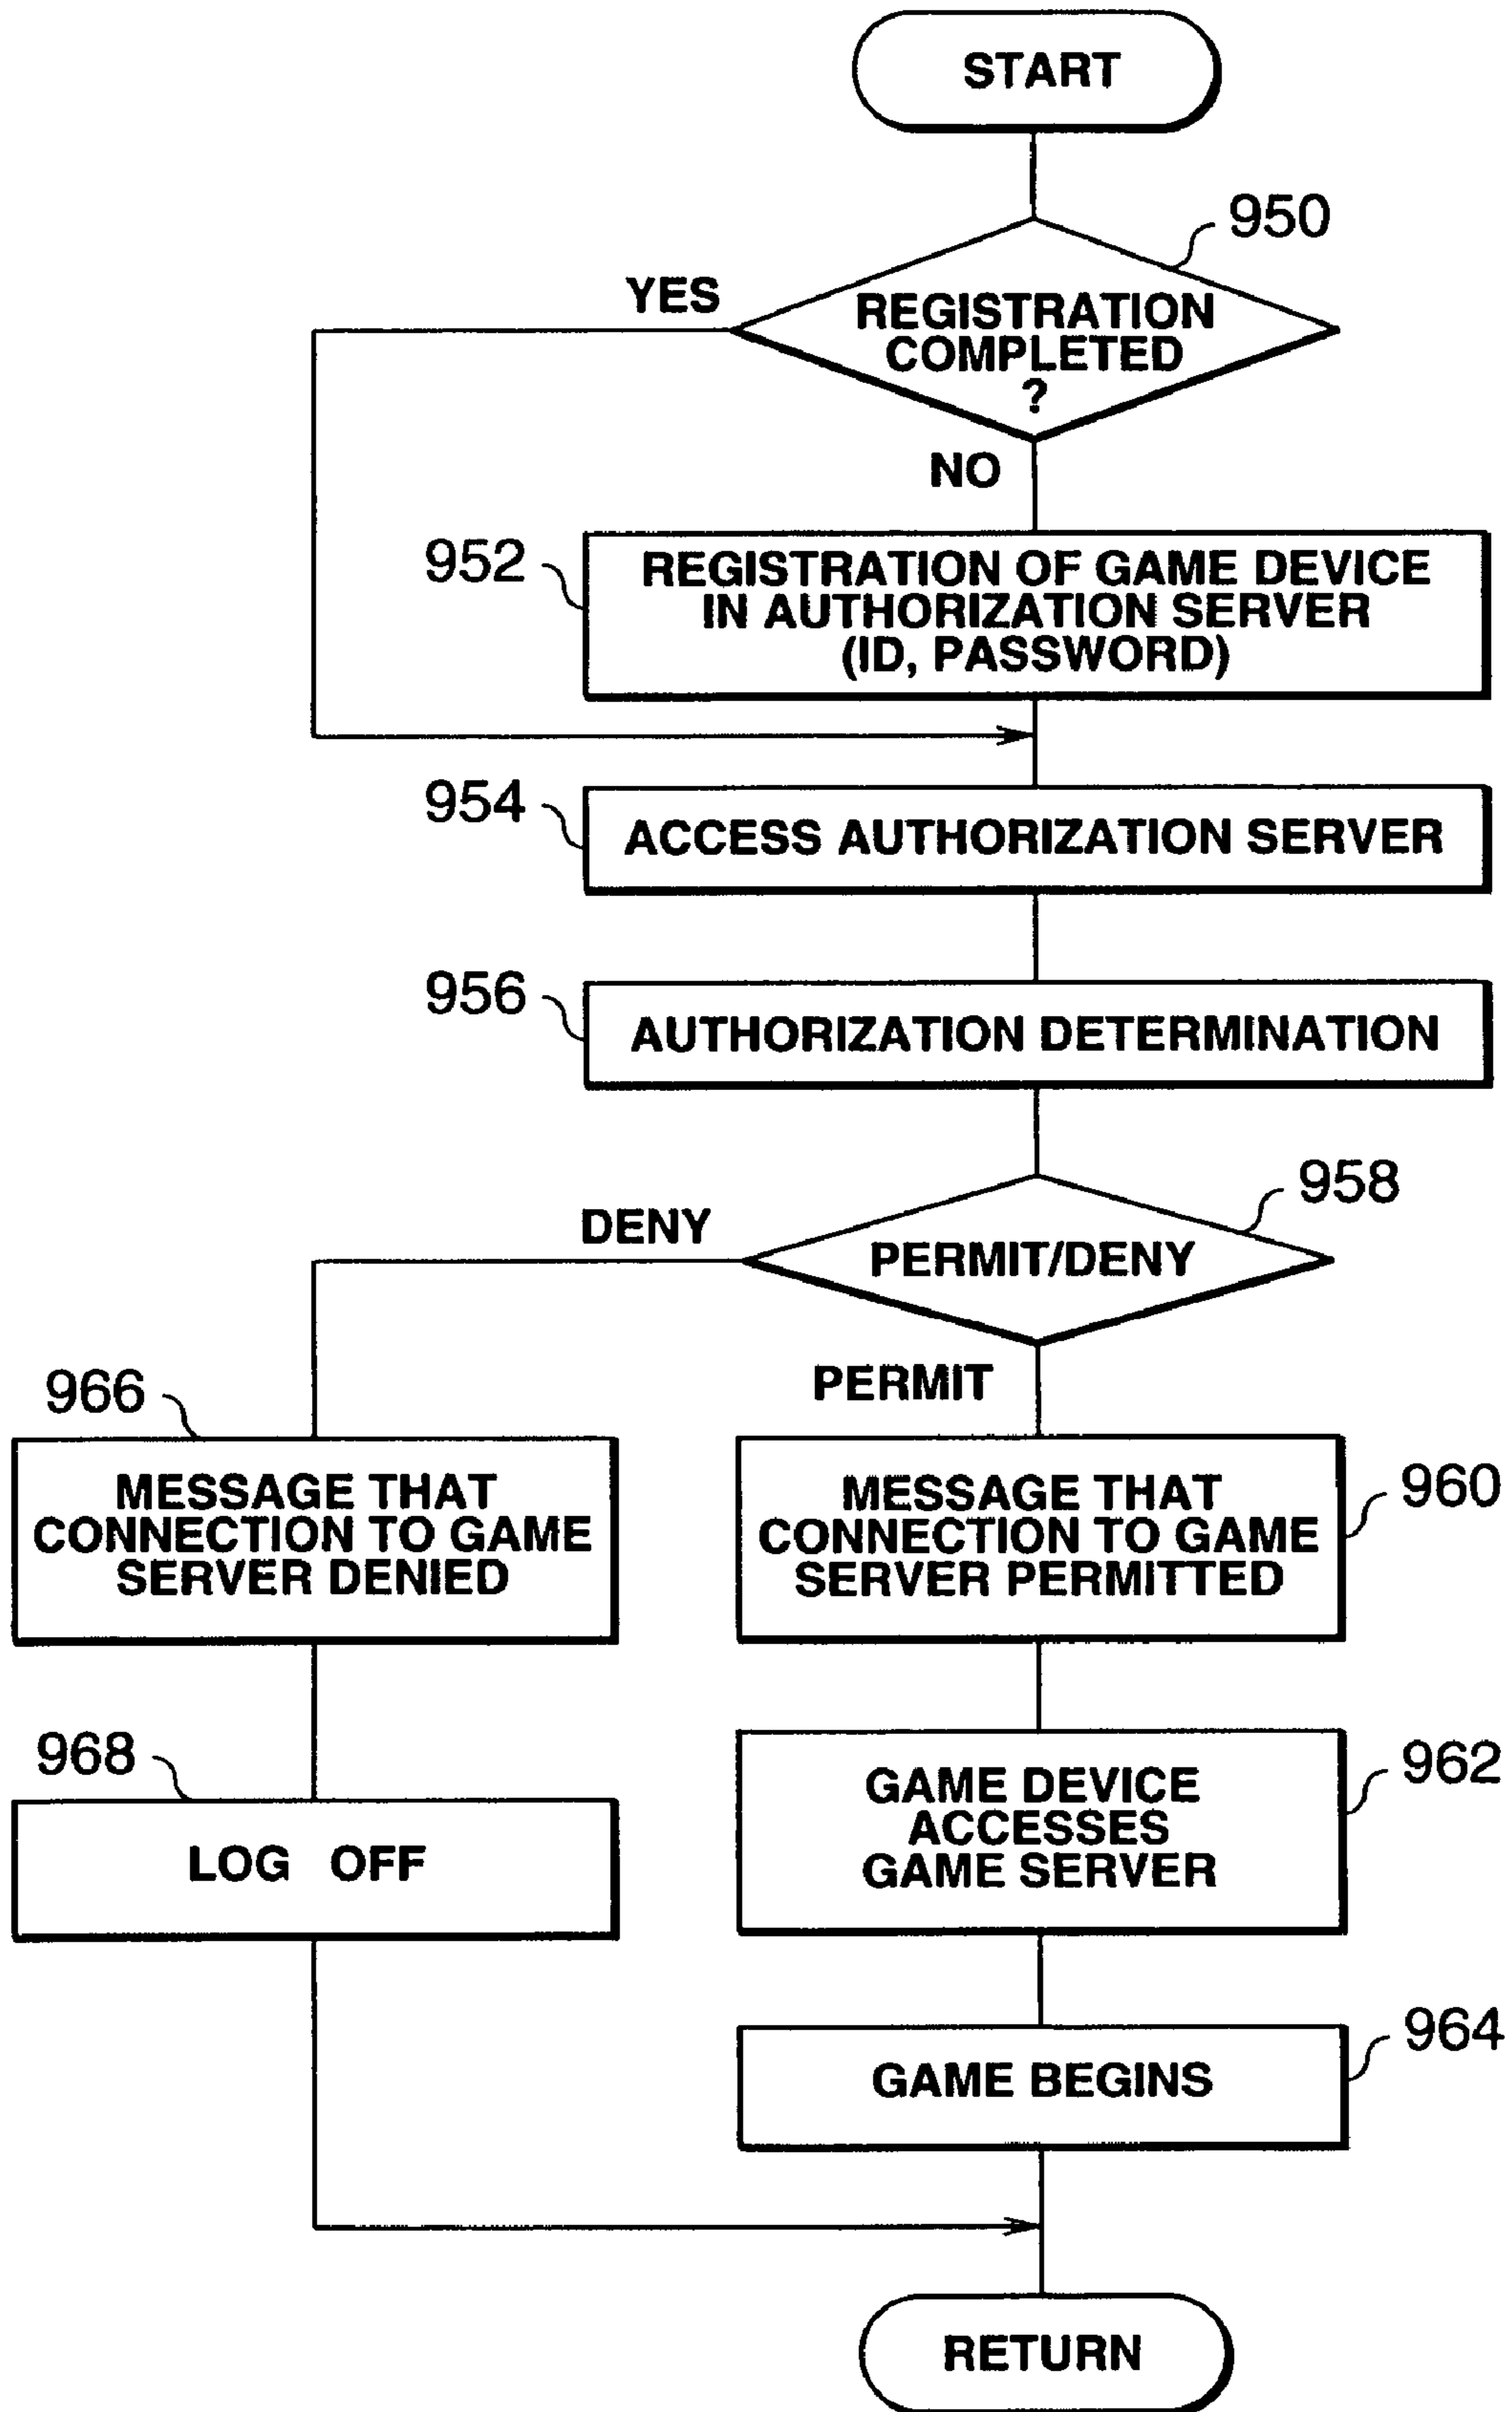 START
950
YES
REGISTRATION
COMPLETED
?
NO
952
REGISTRATION OF GAME DEVICE
IN AUTHORIZATION SERVER
(ID, PASSWORD)
954
ACCESS AUTHORIZATION SERVER
956
AUTHORIZATION DETERMINATION
958
DENY
PERMIT/DENY
PERMIT
966
MESSAGE THAT
CONNECTION TO GAME
SERVER DENIED
960
MESSAGE THAT
CONNECTION TO GAME
SERVER PERMITTED
968
LOG OFF
962
GAME DEVICE
ACCESSES
GAME SERVER
964
GAME BEGINS
RETURN